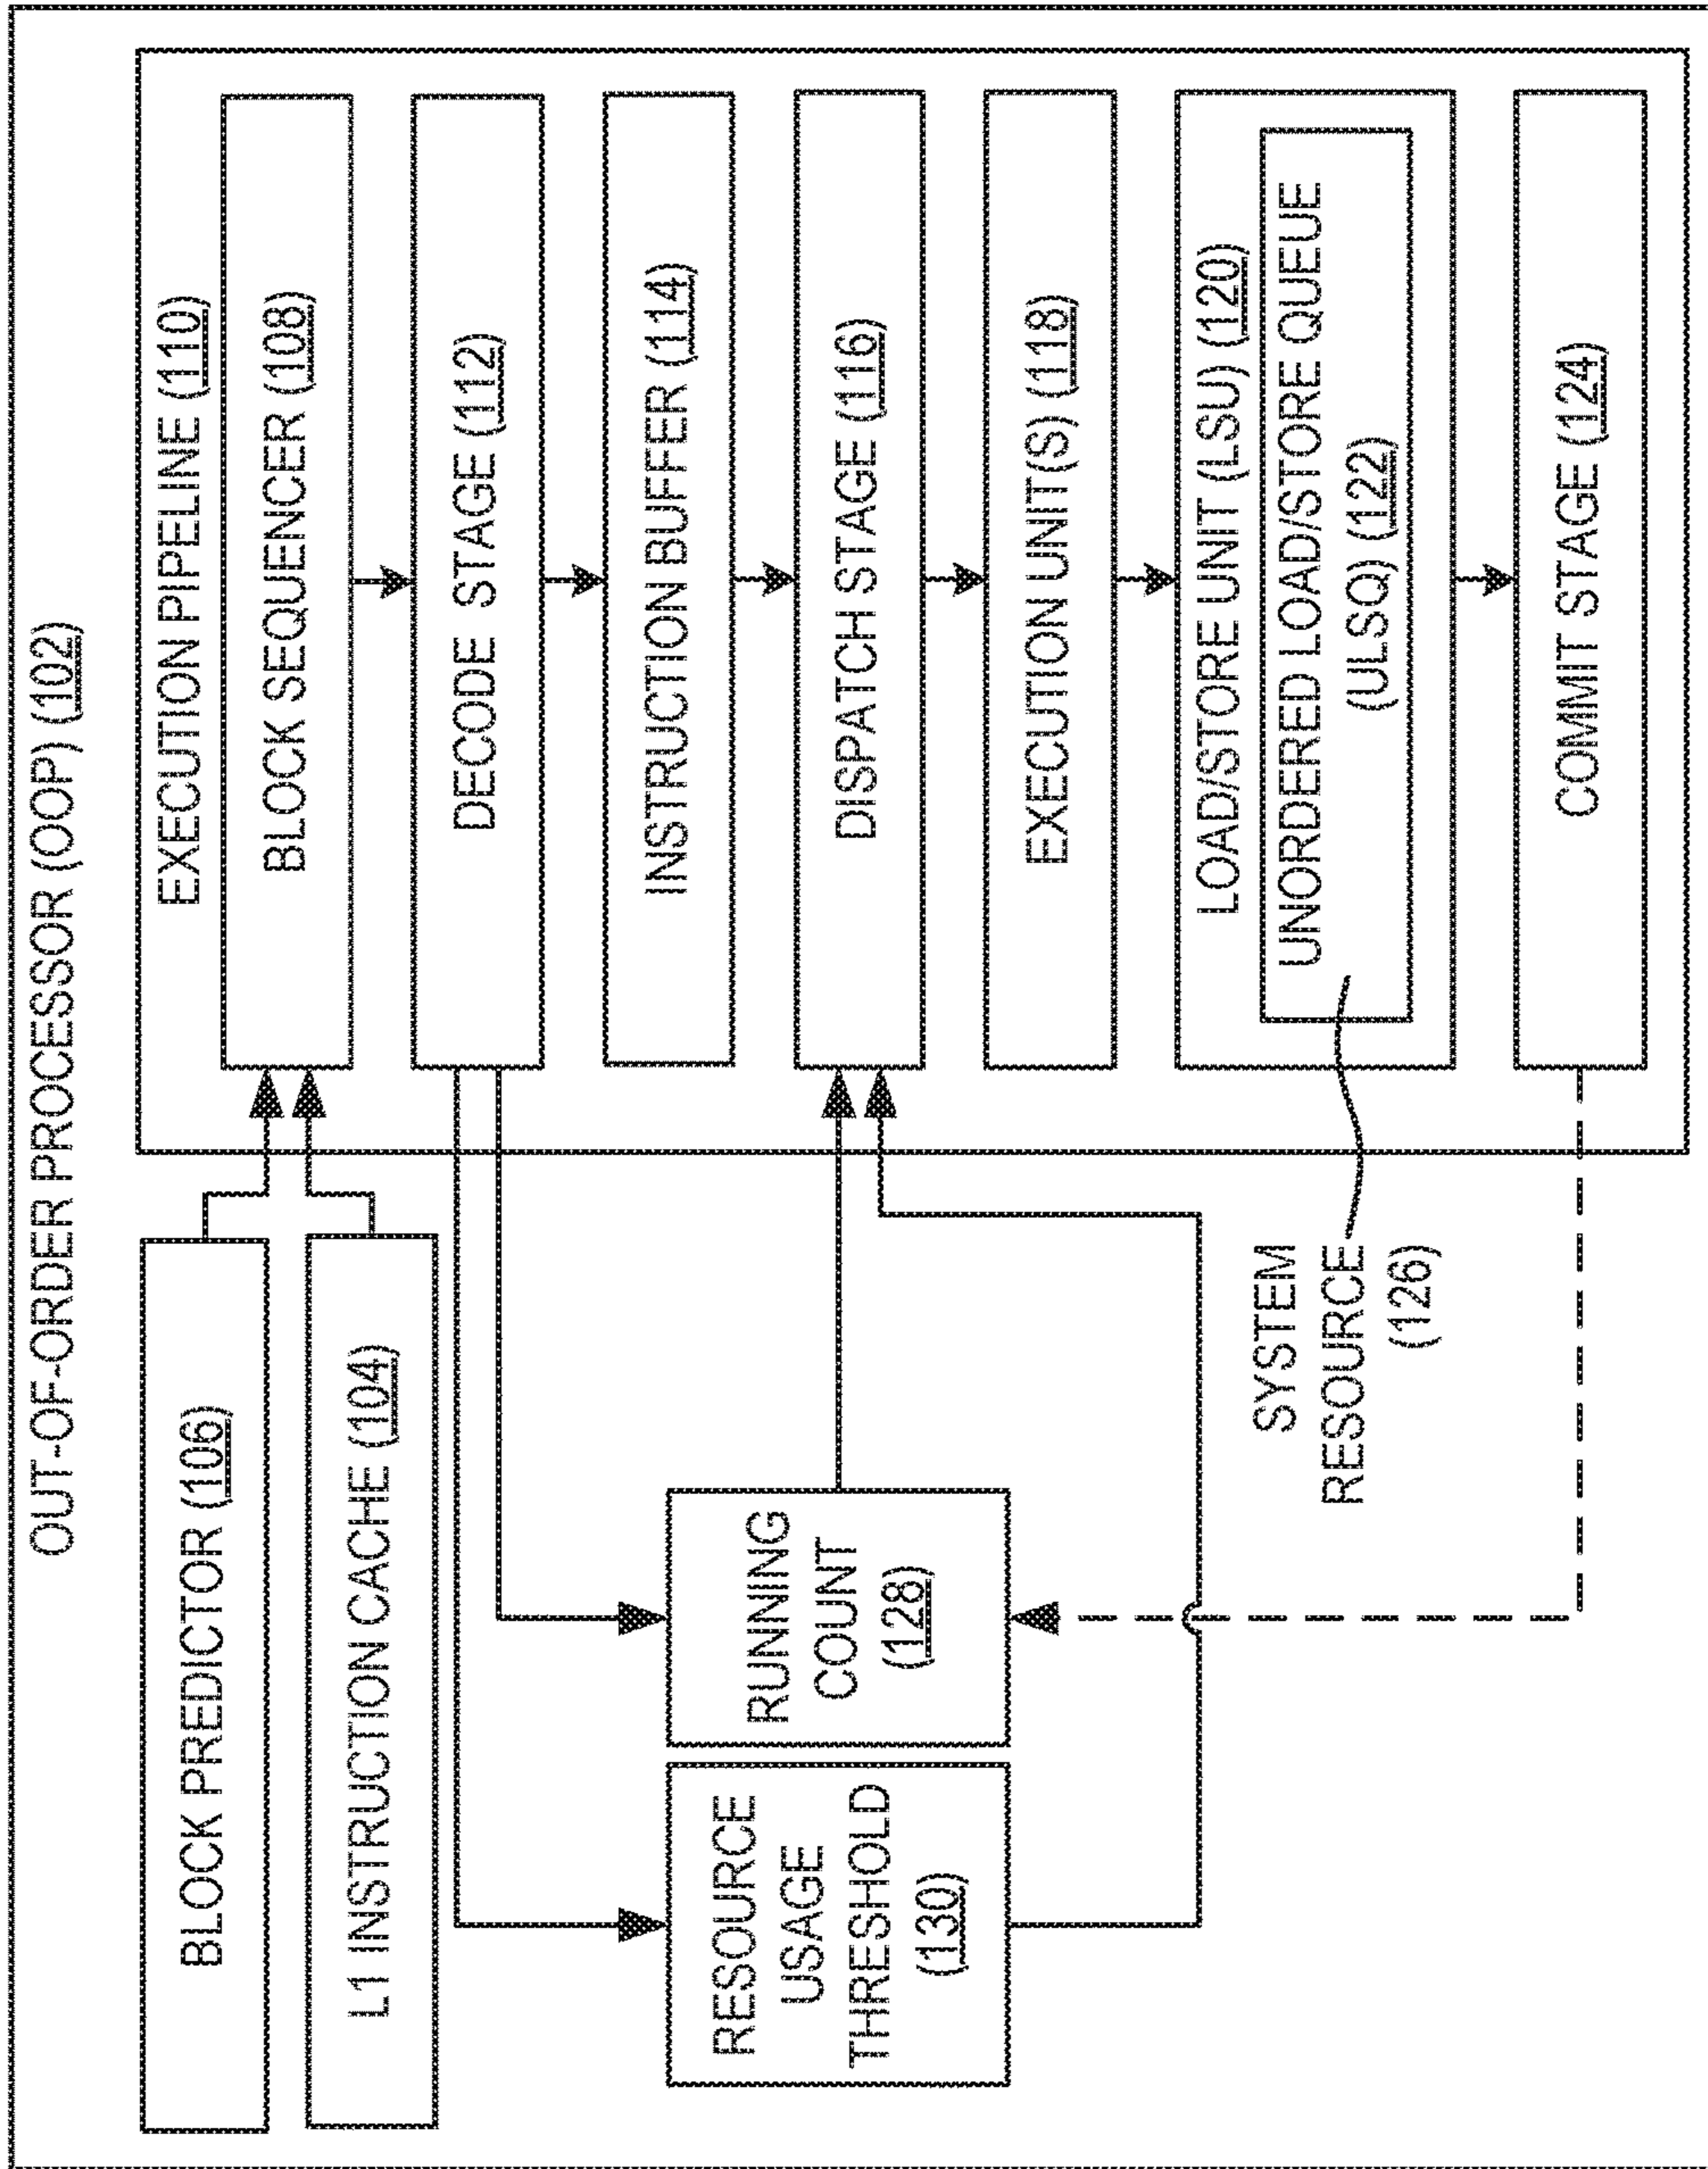 OUT-OF-ORDER PROCESSOR (OOP) (102)
BLOCK PREDICTOR (106)
L1 INSTRUCTION CACHE (104)
RESOURCE
USAGE
THRESHOLD
(130)
RUNNING
COUNT
(128)
SYSTEM
RESOURCE
(126)
EXECUTION PIPELINE (110)
BLOCK SEQUENCER (108)
DECODE STAGE (112)
INSTRUCTION BUFFER (114)
DISPATCH STAGE (116)
EXECUTION UNIT(S) (118)
LOAD/STORE UNIT (LSU) (120)
UNORDERED LOAD/STORE QUEUE
(ULSQ) (122)
COMMIT STAGE (124)